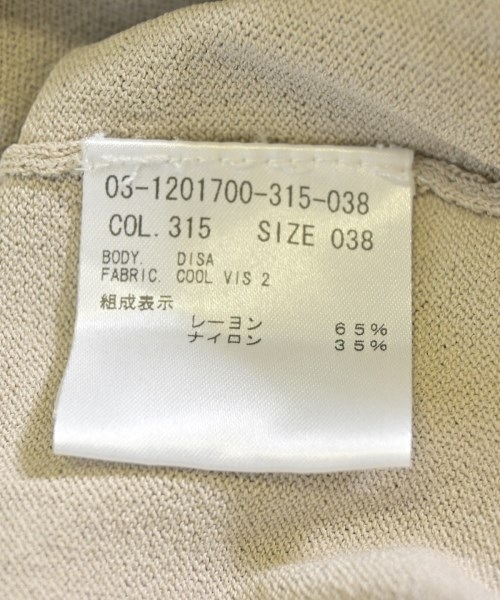 03-1201700-315-038
COL. 315 SIZE 038
BODY. DISA
FABRIC. COOL VIS 2
組成表示
レーヨン 65%
ナイロン 35%